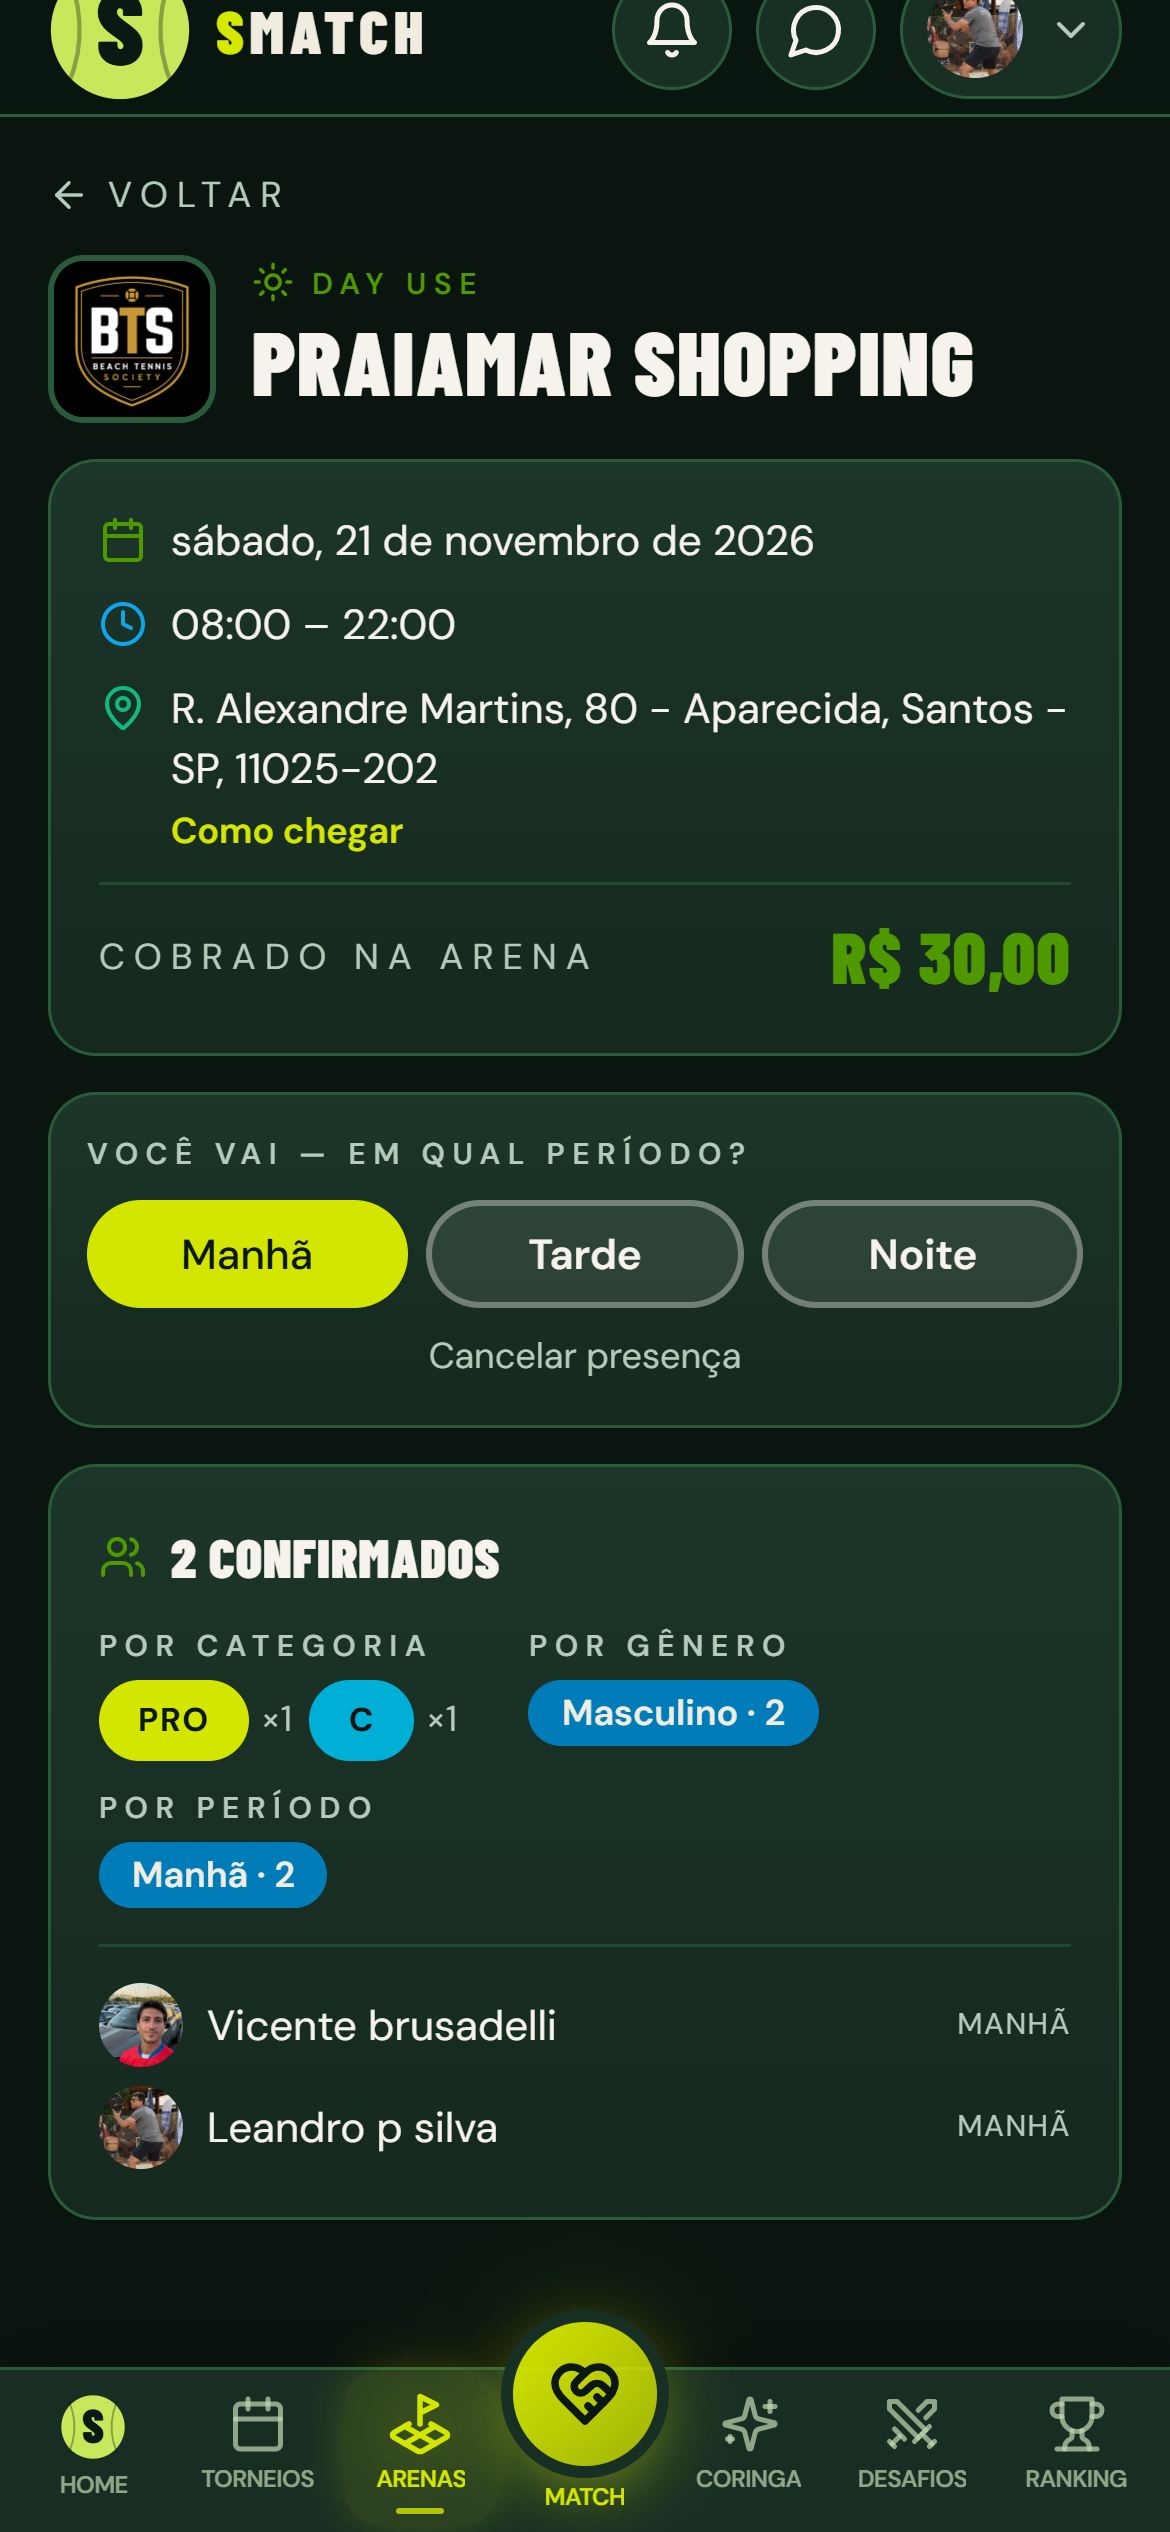 S SMATCH
VOLTAR
DAY USE
PRAIAMAR SHOPPING
BTS
BEACH TENNIS
SOCIETY
sábado, 21 de novembro de 2026
08:00 – 22:00
R. Alexandre Martins, 80 - Aparecida, Santos -
SP, 11025-202
Como chegar
COBRADO NA ARENA R$ 30,00
VOCÊ VAI — EM QUAL PERÍODO?
Manhã Tarde Noite
Cancelar presença
2 CONFIRMADOS
POR CATEGORIA POR GÊNERO
PRO ×1 C ×1 Masculino · 2
POR PERÍODO
Manhã · 2
Vicente brusadelli MANHÃ
Leandro p silva MANHÃ
S
HOME TORNEIOS ARENAS MATCH CORINGA DESAFIOS RANKING